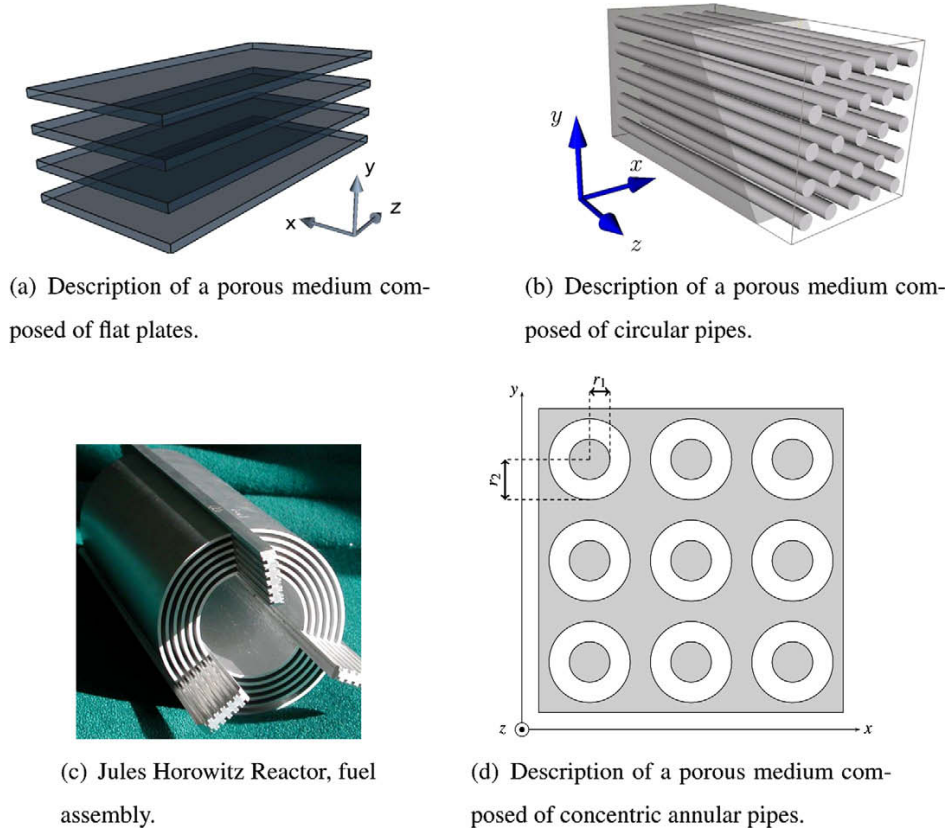 y
z
x
y
x
z
(a) Description of a porous medium com-
posed of flat plates.
(b) Description of a porous medium com-
posed of circular pipes.
y
r1
r2
z
x
(c) Jules Horowitz Reactor, fuel
assembly.
(d) Description of a porous medium com-
posed of concentric annular pipes.